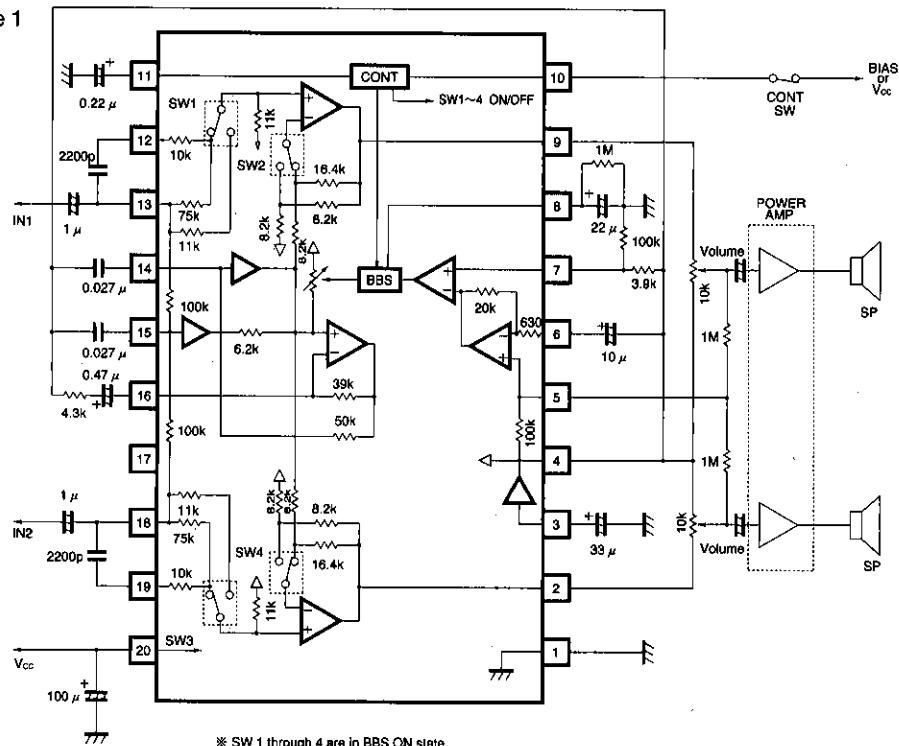 e 1
11
0.22 μ
+
CONT
SW1~4 ON/OFF
10
BIAS
or
Vcc
CONT
SW
SW1
11k
12
10k
SW2
16.4k
8.2k
8.2k
8.2k
2200p
9
1M
IN1
1 μ
13
75k
11k
8
22 μ
POWER
AMP
14
0.027 μ
100k
BBS
7
100k
3.9k
Volume
10k
SP
20k
630
15
0.027 μ
6.2k
6
10 μ
1M
0.47 μ
16
4.3k
39k
50k
5
100k
100k
17
4
1M
1 μ
IN2
18
11k
75k
8.2k
8.2k
8.2k
3
33 μ
10k
Volume
SP
2200p
SW4
16.4k
19
10k
11k
2
20
SW3
Vcc
100 μ
1
※ SW 1 through 4 are in BBS ON state.